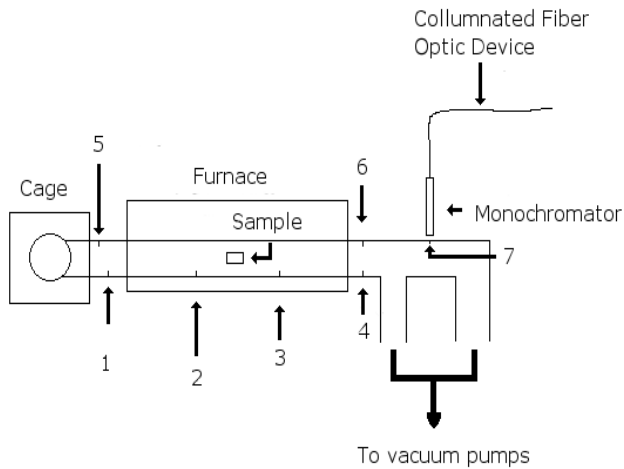 Collumnated Fiber
Optic Device
5
6
Cage
Furnace
Sample
Monochromator
7
1
2
3
4
To vacuum pumps